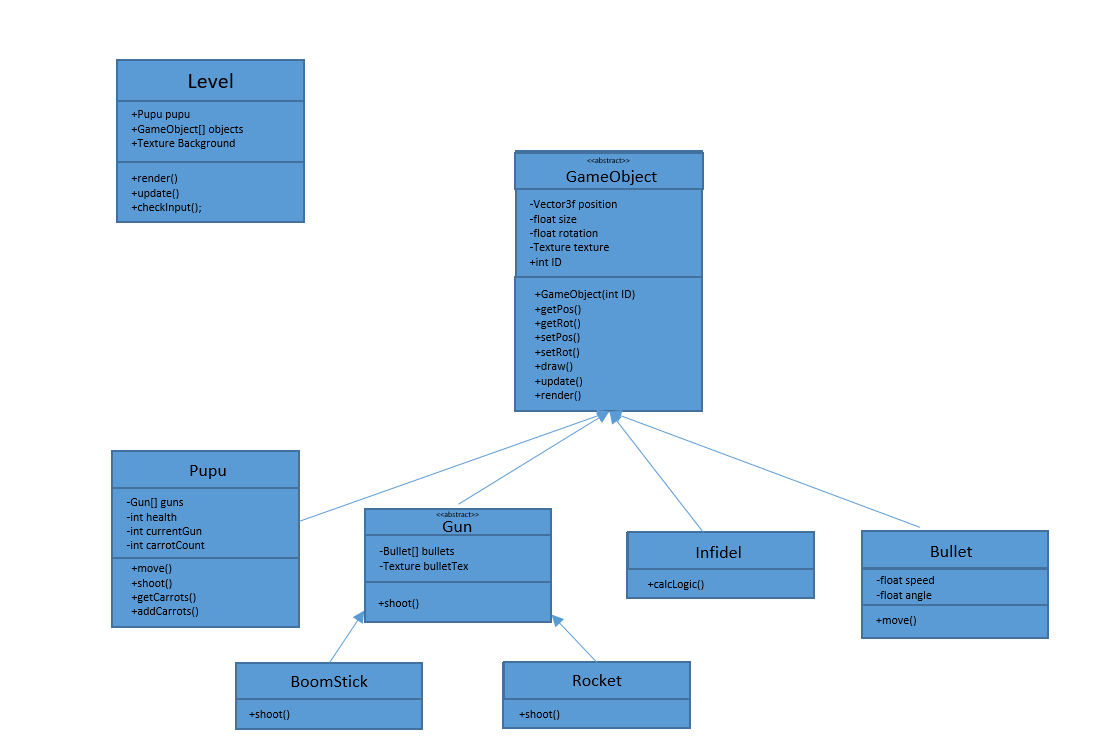 Level
+Pupu pupu
+GameObject[] objects
+Texture Background
+render()
+update()
+checkInput();
<<abstract>>
GameObject
-Vector3f position
-float size
-float rotation
-Texture texture
+int ID
+GameObject(int ID)
+getPos()
+getRot()
+setPos()
+setRot()
+draw()
+update()
+render()
Pupu
-Gun[] guns
-int health
-int currentGun
-int carrotCount
+move()
+shoot()
+getCarrots()
+addCarrots()
<<abstract>>
Gun
-Bullet[] bullets
-Texture bulletTex
+shoot()
Infidel
+calcLogic()
Bullet
-float speed
-float angle
+move()
BoomStick
+shoot()
Rocket
+shoot()